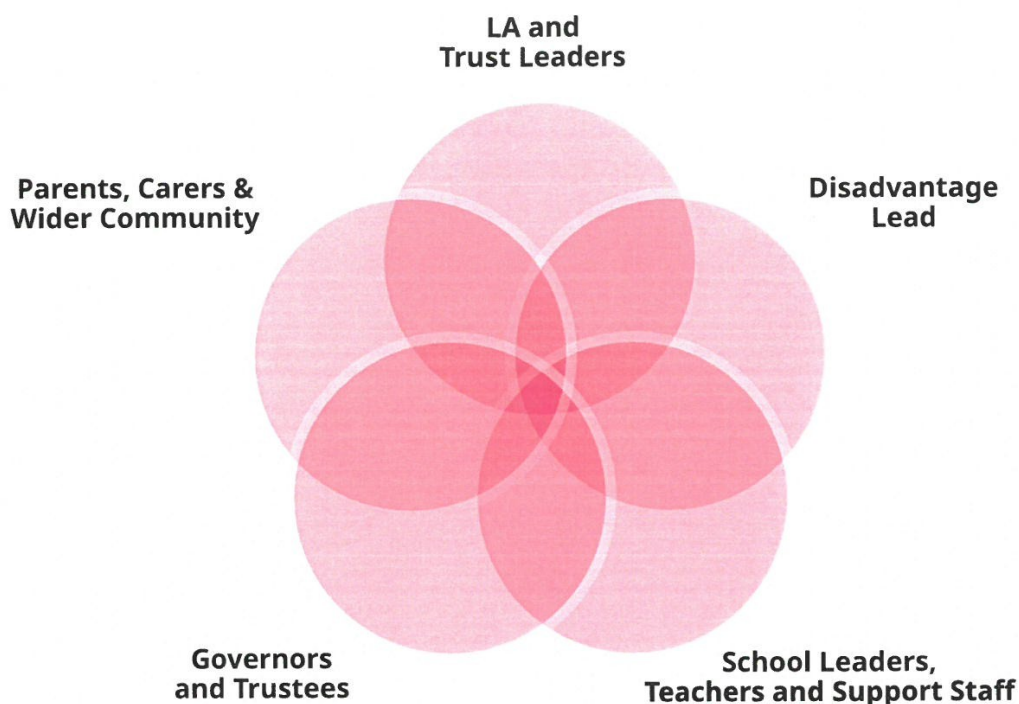 LA and
Trust Leaders
Parents, Carers &
Wider Community
Disadvantage
Lead
Governors
and Trustees
School Leaders,
Teachers and Support Staff